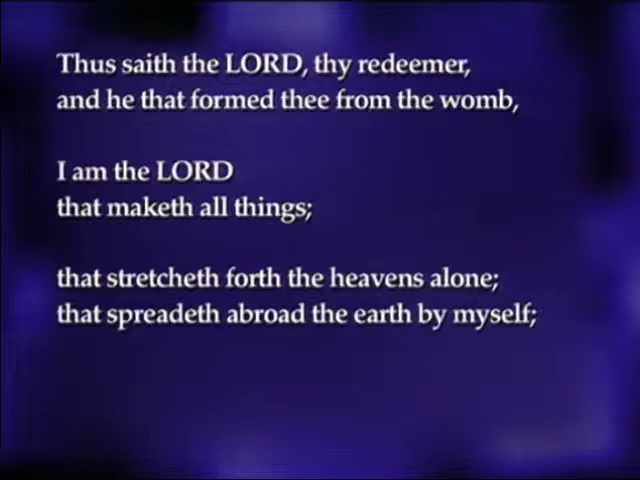 Thus saith the LORD, thy redeemer,
and he that formed thee from the womb,
I am the LORD
that maketh all things;
that stretcheth forth the heavens alone;
that spreadeth abroad the earth by myself;